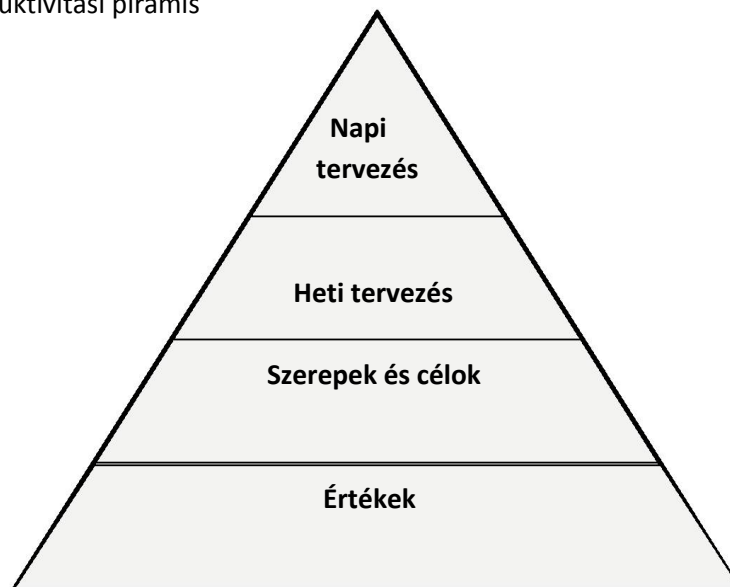 uktivitási piramis
Napi
tervezés
Heti tervezés
Szerepek és célok
Értékek